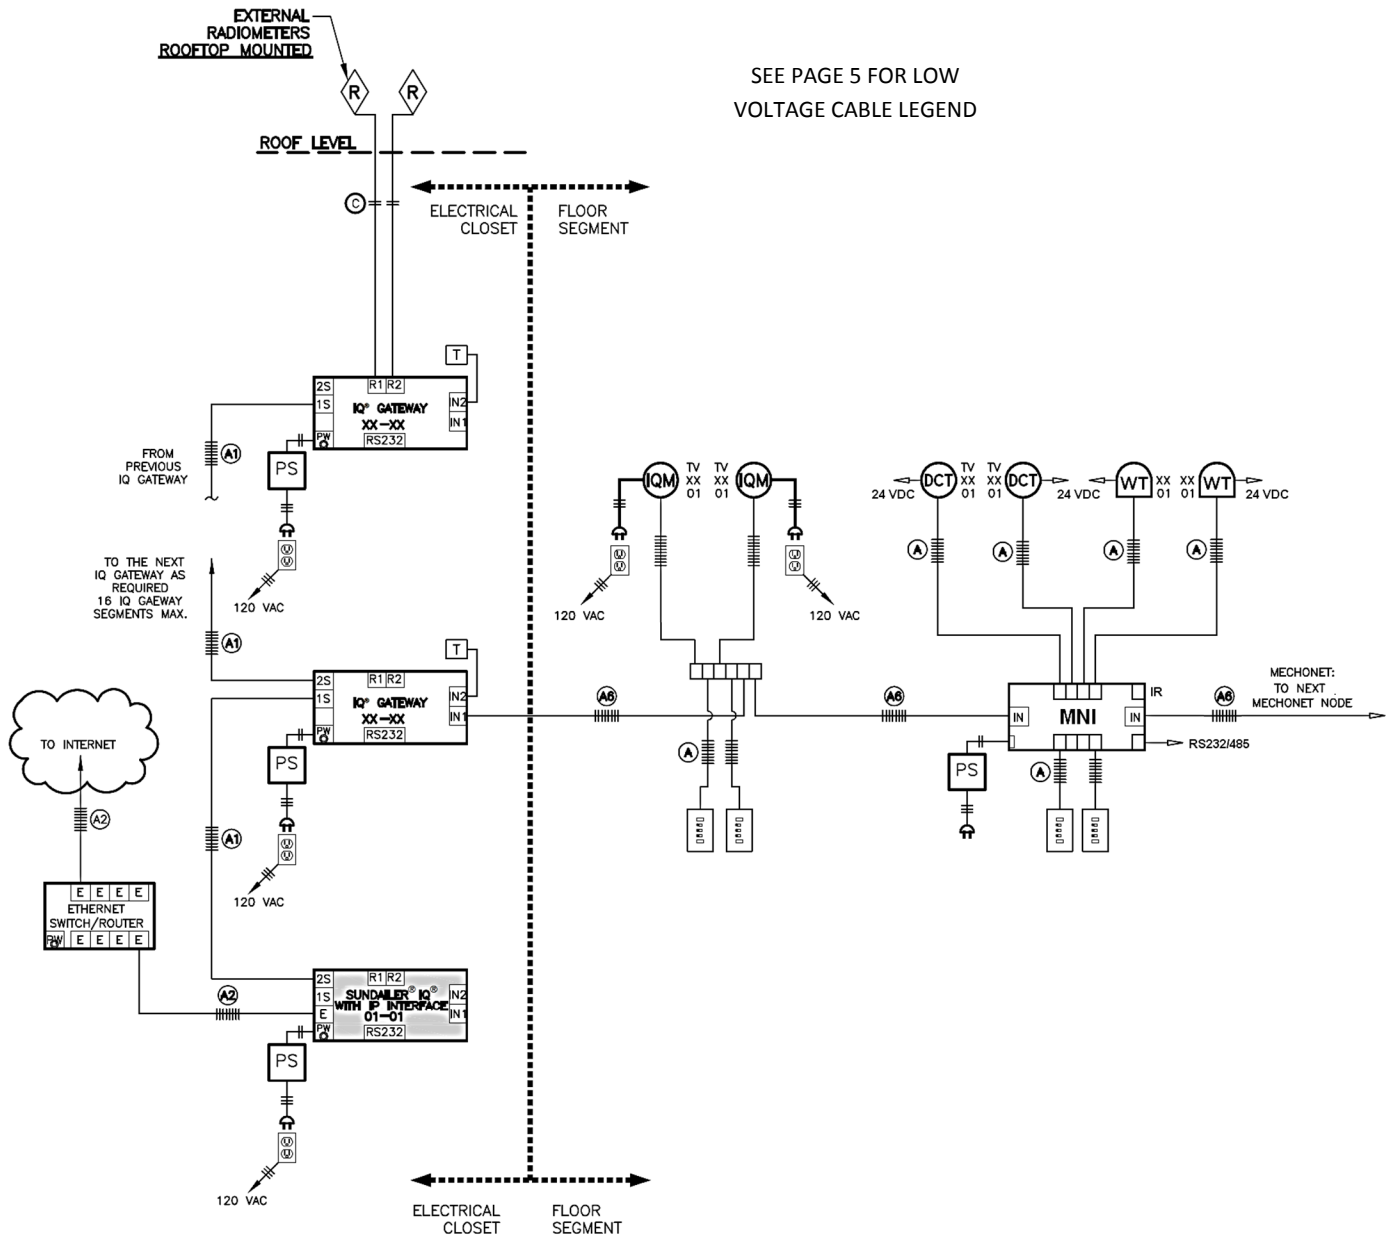 EXTERNAL
RADIOMETERS
ROOFTOP MOUNTED
SEE PAGE 5 FOR LOW
VOLTAGE CABLE LEGEND
R
R
ROOF LEVEL
C
ELECTRICAL
CLOSET
FLOOR
SEGMENT
T
2S
R1 R2
1S
IQ® GATEWAY
XX-XX
IN2
IN1
PW
RS232
A1
FROM
PREVIOUS
IQ GATEWAY
PS
120 VAC
IQM
TV
XX
01
TV
XX
01
IQM
120 VAC
120 VAC
24 VDC
DCT
TV
XX
01
TV
XX
01
DCT
24 VDC
WT
XX
01
XX
01
WT
24 VDC
A
A
A
A
TO THE NEXT
IQ GATEWAY AS
REQUIRED
16 IQ GAEWAY
SEGMENTS MAX.
A1
T
2S
R1 R2
1S
IQ® GATEWAY
XX-XX
IN2
IN1
PW
RS232
A6
A6
IN
MNI
IN
IR
A6
MECHONET:
TO NEXT
MECHONET NODE
RS232/485
TO INTERNET
PS
A
PS
A
A2
A1
120 VAC
E E E E
ETHERNET
SWITCH/ROUTER
PW
E E E E
A2
2S
R1 R2
1S
SUNDAILER® IQ®
WITH IP INTERFACE
01-01
IN2
IN1
E
PW
RS232
PS
120 VAC
ELECTRICAL
CLOSET
FLOOR
SEGMENT